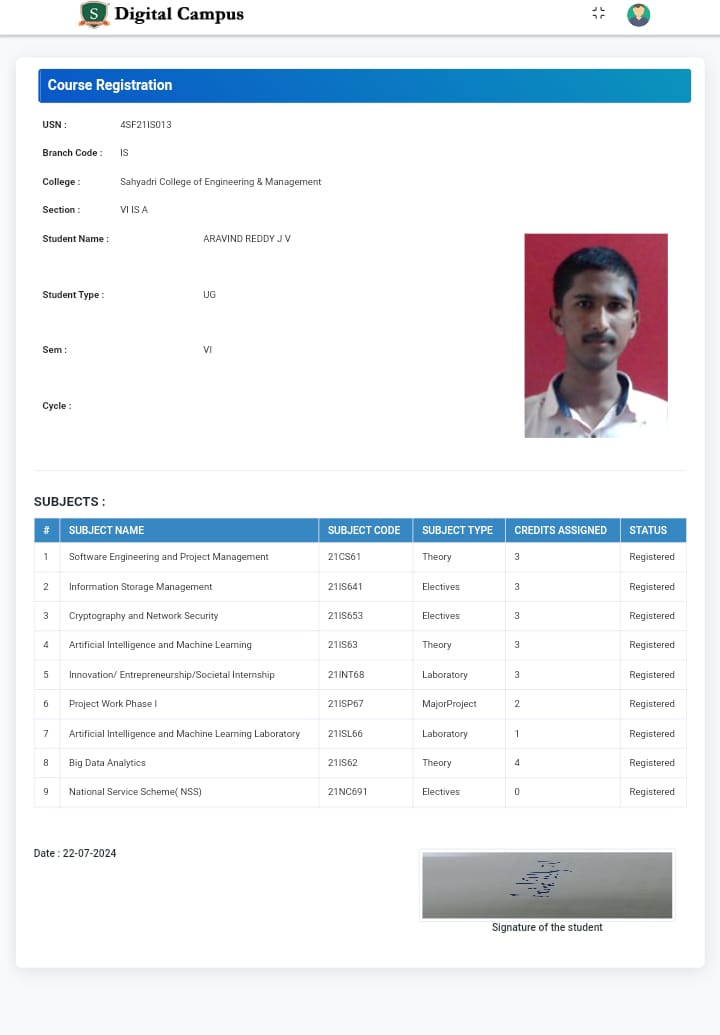 S Digital Campus
Course Registration
USN : 4SF21IS013
Branch Code : IS
College : Sahyadri College of Engineering & Management
Section : VI IS A
Student Name : ARAVIND REDDY J V
Student Type : UG
Sem : VI
Cycle :
SUBJECTS :
# SUBJECT NAME SUBJECT CODE SUBJECT TYPE CREDITS ASSIGNED STATUS
1 Software Engineering and Project Management 21CS61 Theory 3 Registered
2 Information Storage Management 21IS641 Electives 3 Registered
3 Cryptography and Network Security 21IS653 Electives 3 Registered
4 Artificial Intelligence and Machine Learning 21IS63 Theory 3 Registered
5 Innovation/ Entrepreneurship/Societal Internship 21INT68 Laboratory 3 Registered
6 Project Work Phase I 21ISP67 MajorProject 2 Registered
7 Artificial Intelligence and Machine Learning Laboratory 21ISL66 Laboratory 1 Registered
8 Big Data Analytics 21IS62 Theory 4 Registered
9 National Service Scheme( NSS) 21NC691 Electives 0 Registered
Date : 22-07-2024
Signature of the student